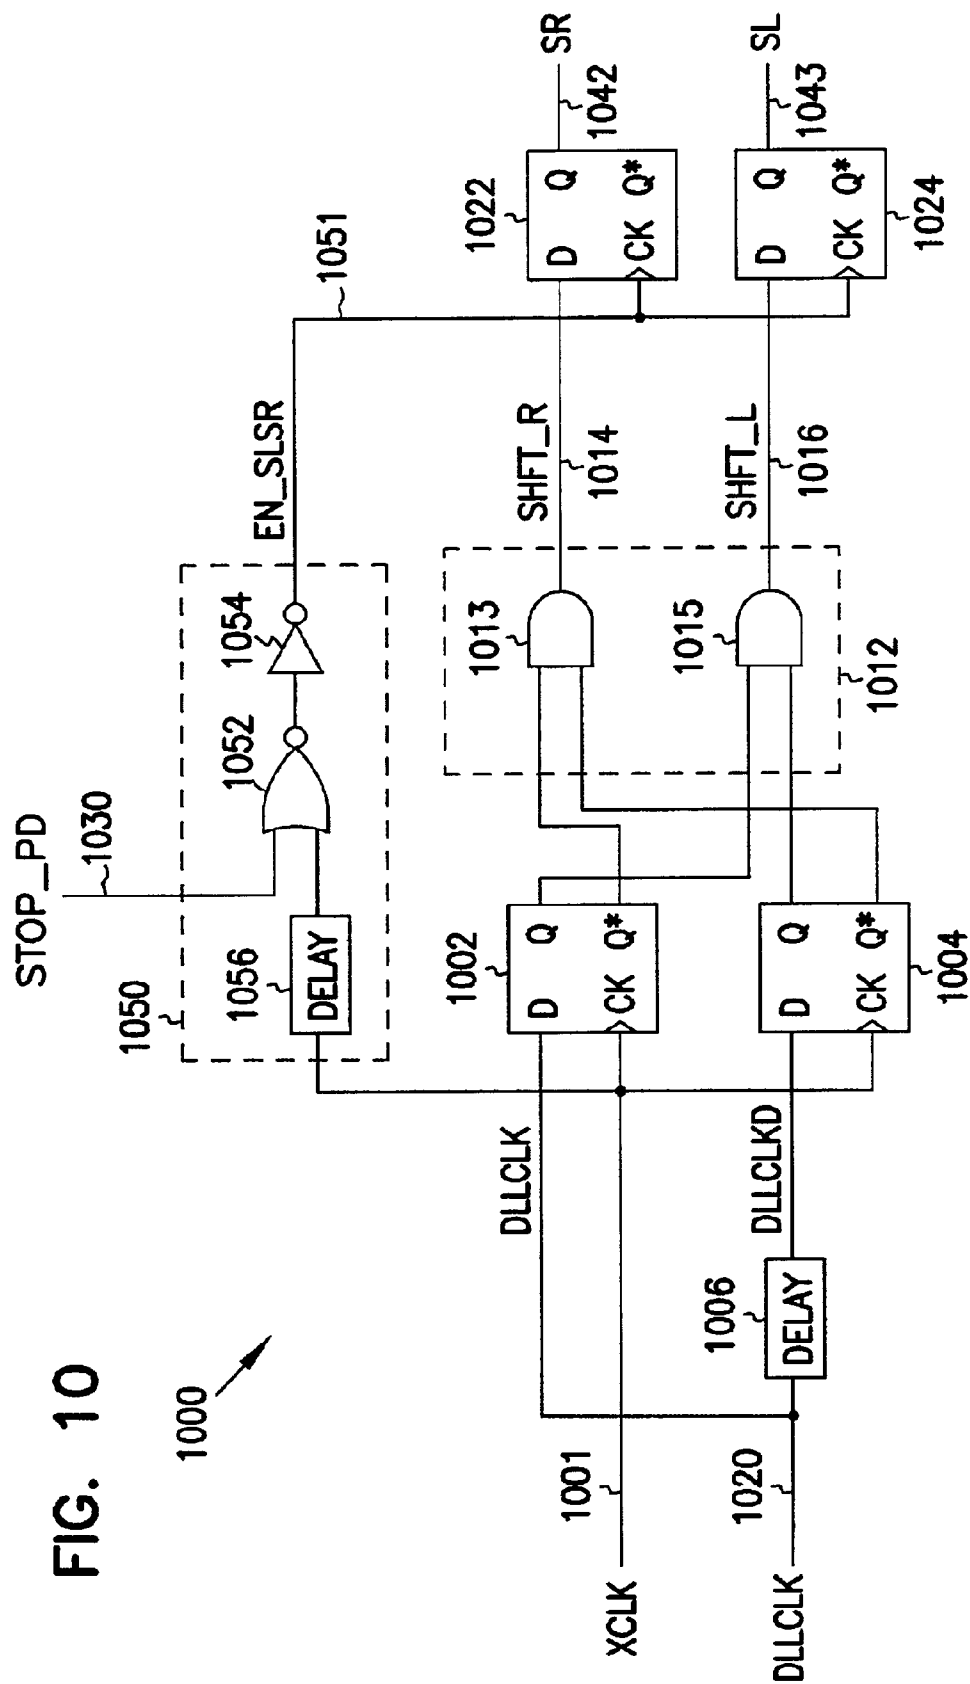 FIG. 10
1000
STOP_PD
1030
1050
1056
DELAY
1052
1054
EN_SLSR
1051
XCLK
1001
DLLCLK
1020
DLLCLK
1006
DELAY
DLLCLKD
1002
D
Q
CK
Q*
1004
D
Q
CK
Q*
1013
1015
1012
SHFT_R
1014
SHFT_L
1016
1022
D
Q
CK
Q*
1042
SR
1024
D
Q
CK
Q*
1043
SL